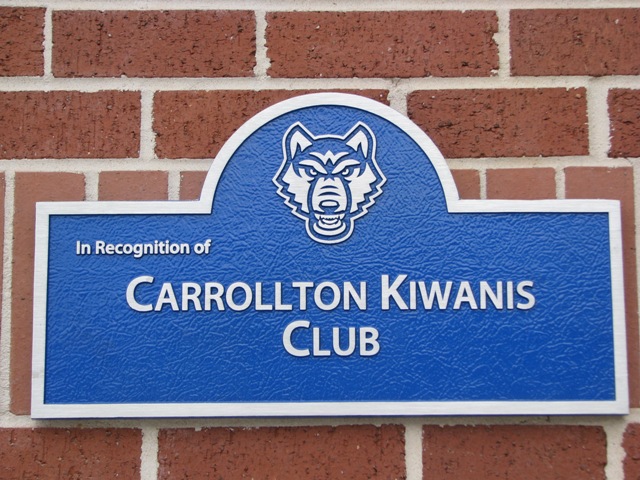 In Recognition of
CARROLLTON KIWANIS
CLUB